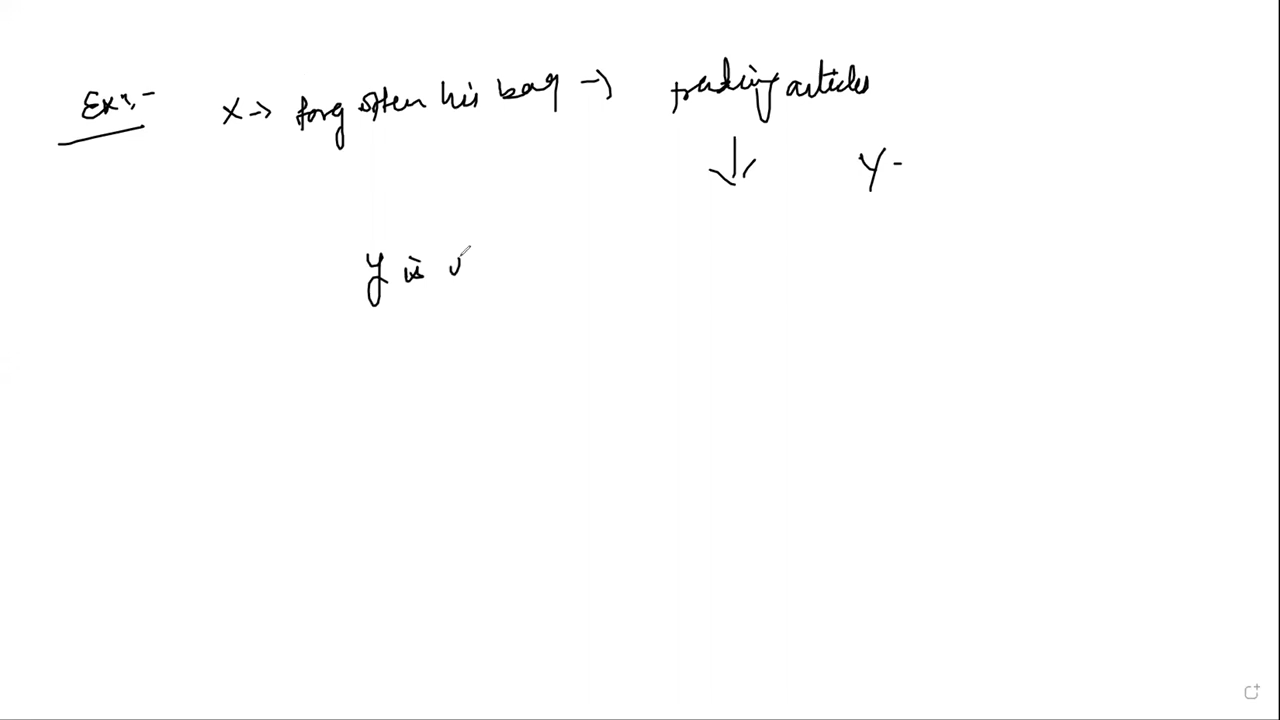 Ex:- X → forgotten his bag → trading articles
↓ Y -
y is